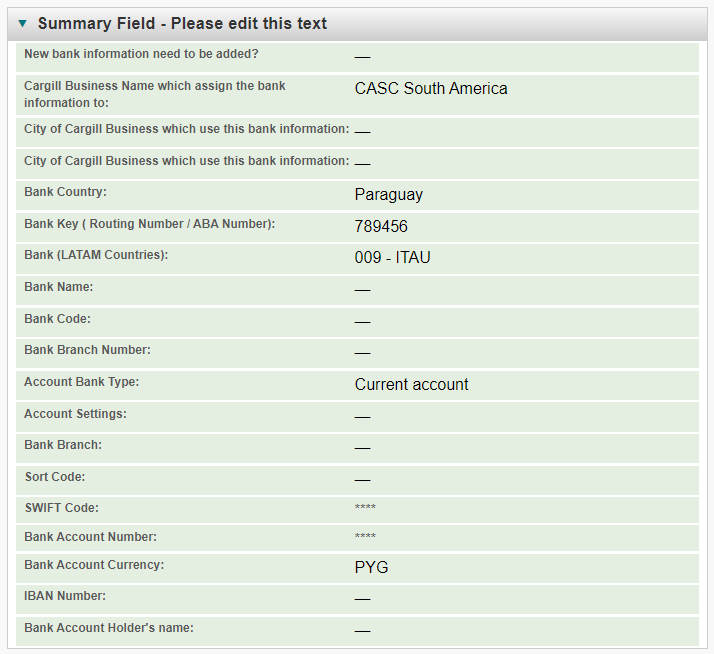 ▼ Summary Field - Please edit this text
New bank information need to be added? —
Cargill Business Name which assign the bank information to: CASC South America
City of Cargill Business which use this bank information: —
City of Cargill Business which use this bank information: —
Bank Country: Paraguay
Bank Key ( Routing Number / ABA Number): 789456
Bank (LATAM Countries): 009 - ITAU
Bank Name: —
Bank Code: —
Bank Branch Number: —
Account Bank Type: Current account
Account Settings: —
Bank Branch: —
Sort Code: —
SWIFT Code: ****
Bank Account Number: ****
Bank Account Currency: PYG
IBAN Number: —
Bank Account Holder's name: —